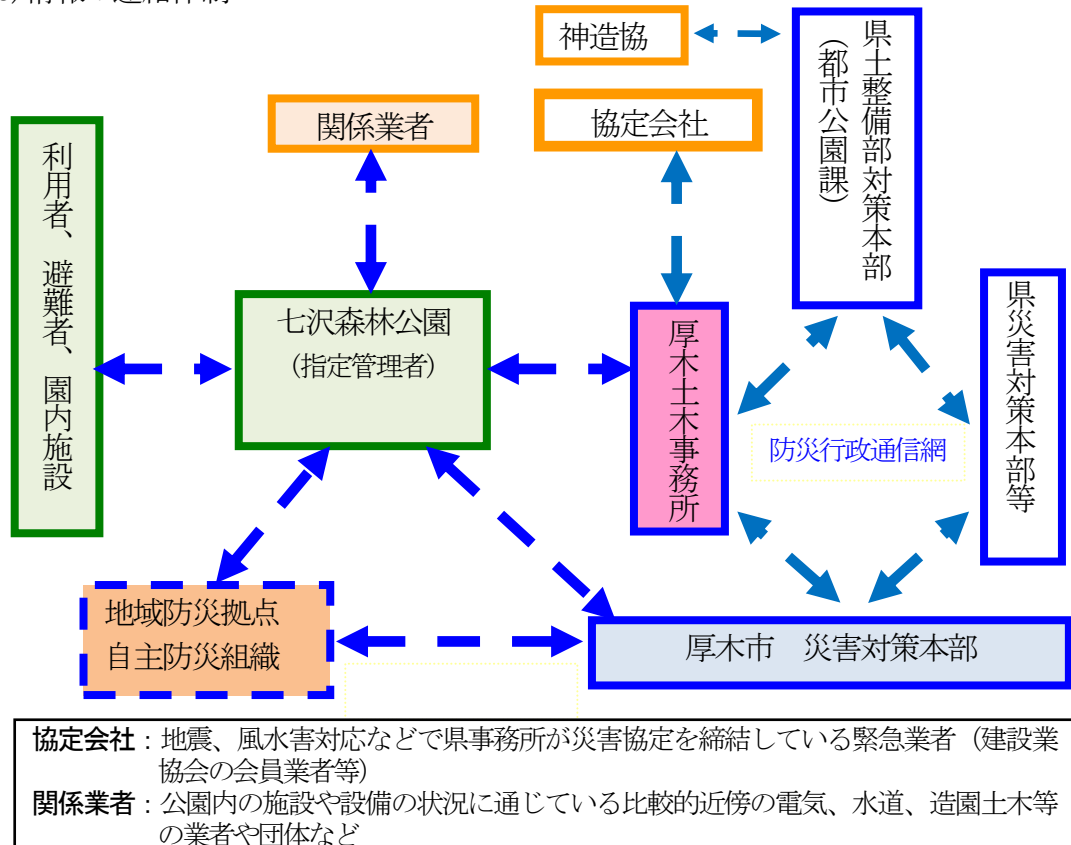 神造協
県土整備部対策本部
(都市公園課)
関係業者
協定会社
利用者、避難者、園内施設
七沢森林公園
(指定管理者)
厚木土木事務所
県災害対策本部等
防災行政通信網
地域防災拠点
自主防災組織
厚木市 災害対策本部
協定会社:地震、風水害対応などで県事務所が災害協定を締結している緊急業者(建設業
協会の会員業者等)
関係業者:公園内の施設や設備の状況に通じている比較的近傍の電気、水道、造園土木等
の業者や団体など